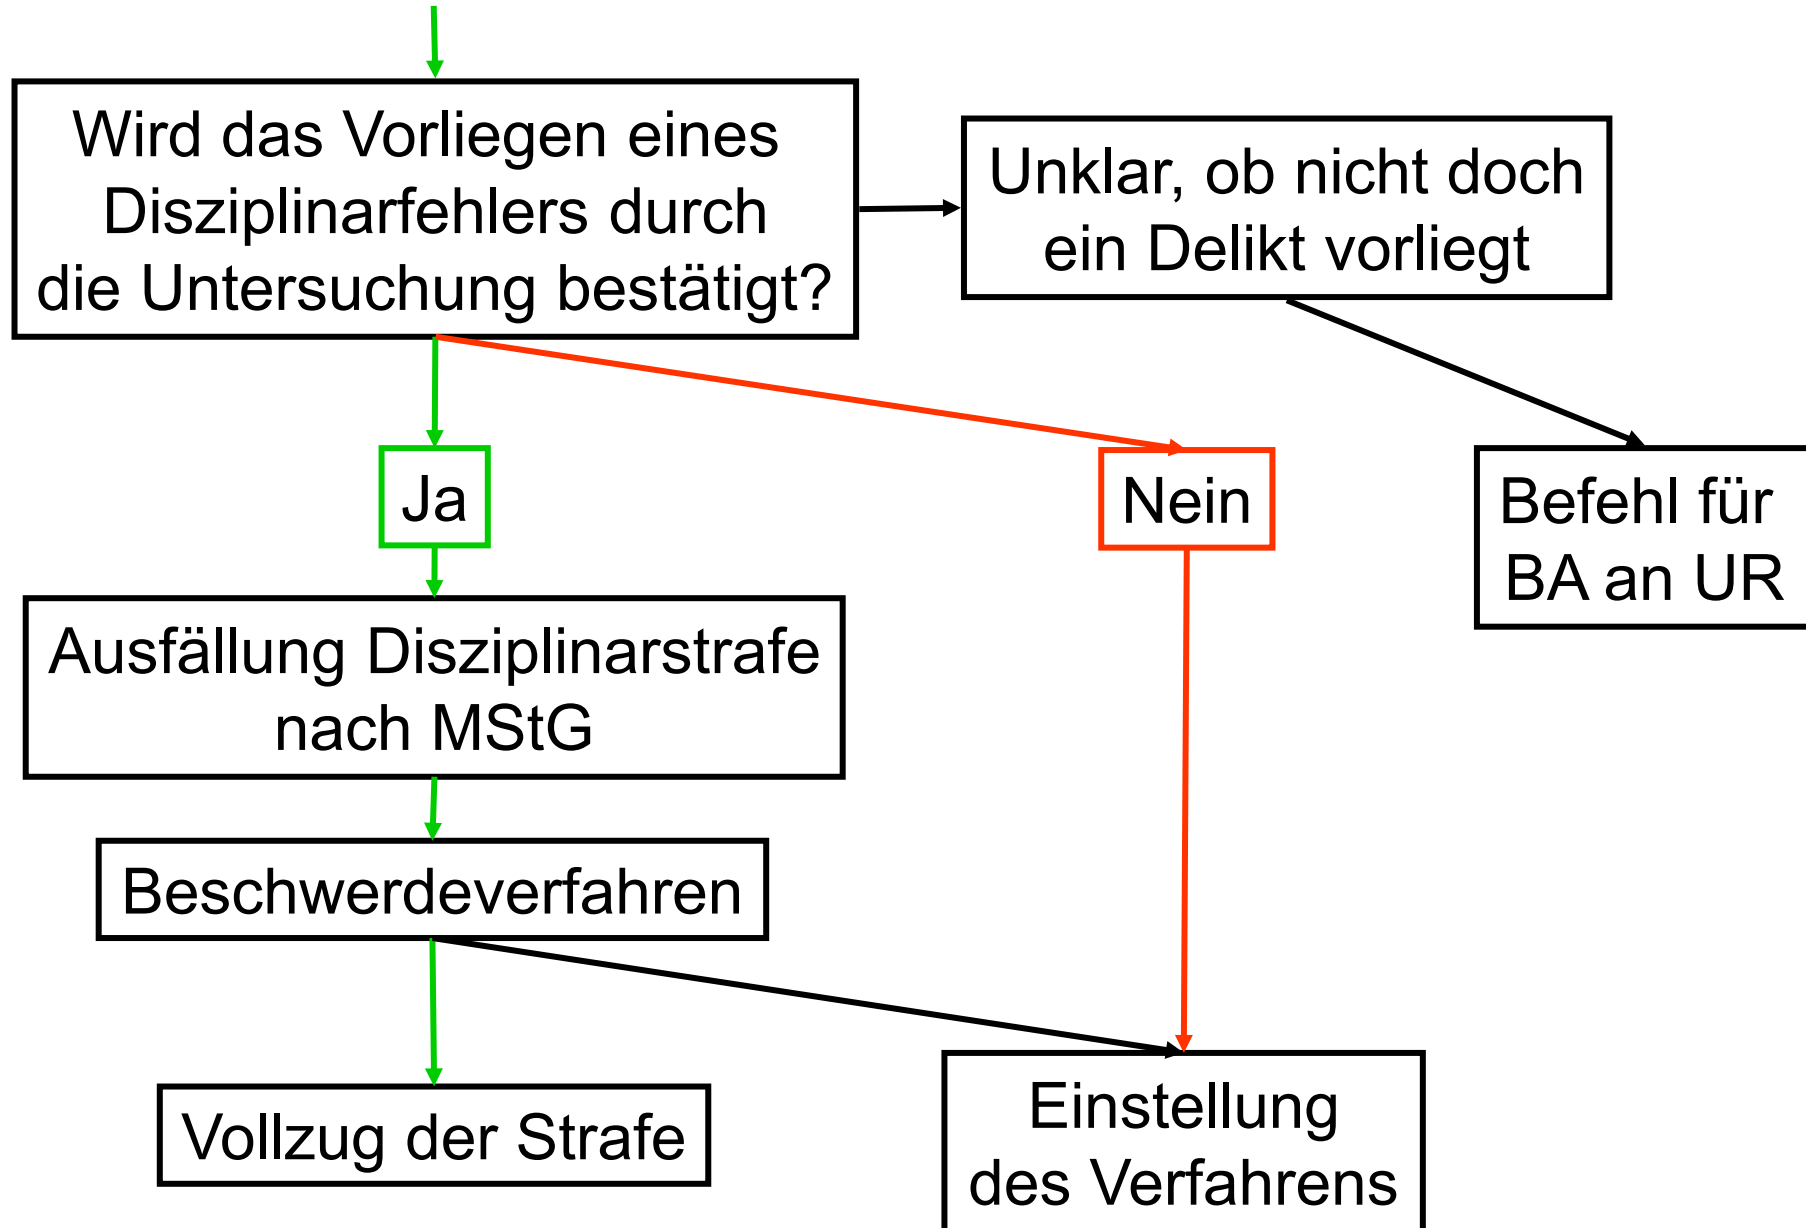 Wird das Vorliegen eines
Disziplinarfehlers durch
die Untersuchung bestätigt?
Unklar, ob nicht doch
ein Delikt vorliegt
Ja
Nein
Befehl für
BA an UR
Ausfällung Disziplinarstrafe
nach MStG
Beschwerdeverfahren
Vollzug der Strafe
Einstellung
des Verfahrens